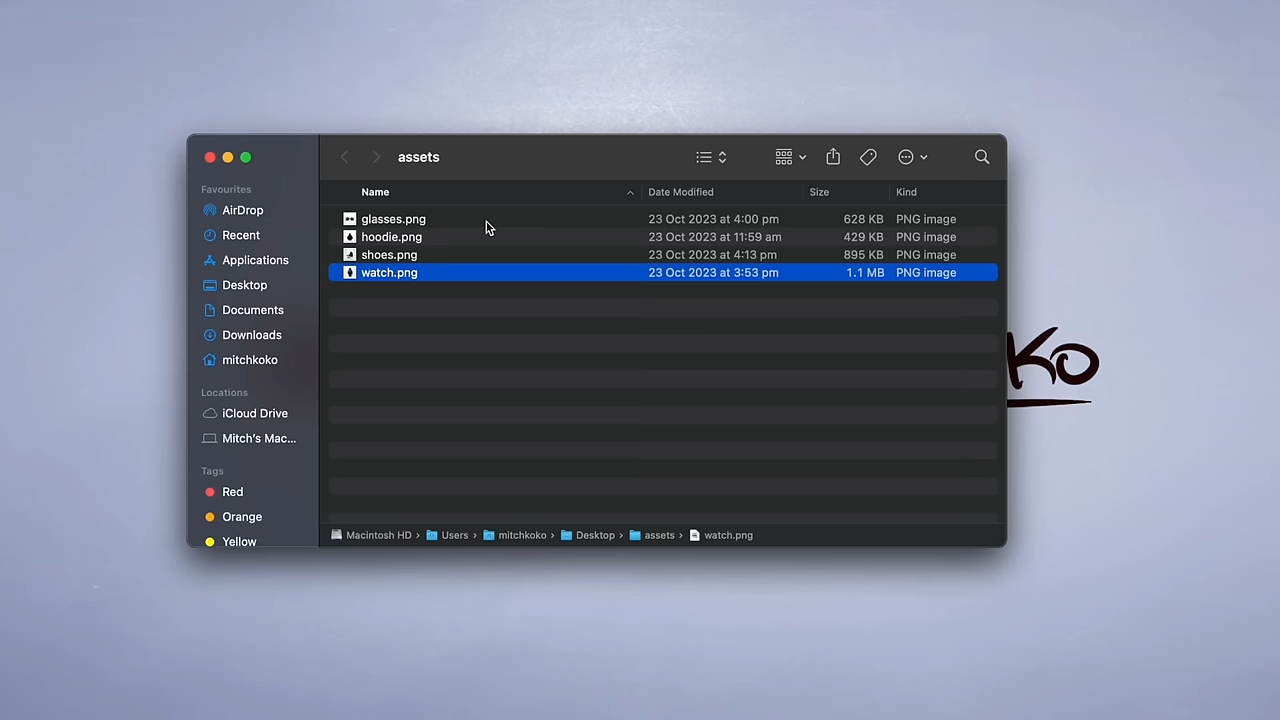 assets
Name Date Modified Size Kind
glasses.png 23 Oct 2023 at 4:00 pm 628 KB PNG image
hoodie.png 23 Oct 2023 at 11:59 am 429 KB PNG image
shoes.png 23 Oct 2023 at 4:13 pm 895 KB PNG image
watch.png 23 Oct 2023 at 3:53 pm 1.1 MB PNG image
Favourites
AirDrop
Recent
Applications
Desktop
Documents
Downloads
mitchkoko
Locations
iCloud Drive
Mitch's Mac...
Tags
Red
Orange
Yellow
Macintosh HD › Users › mitchkoko › Desktop › assets › watch.png
Ko